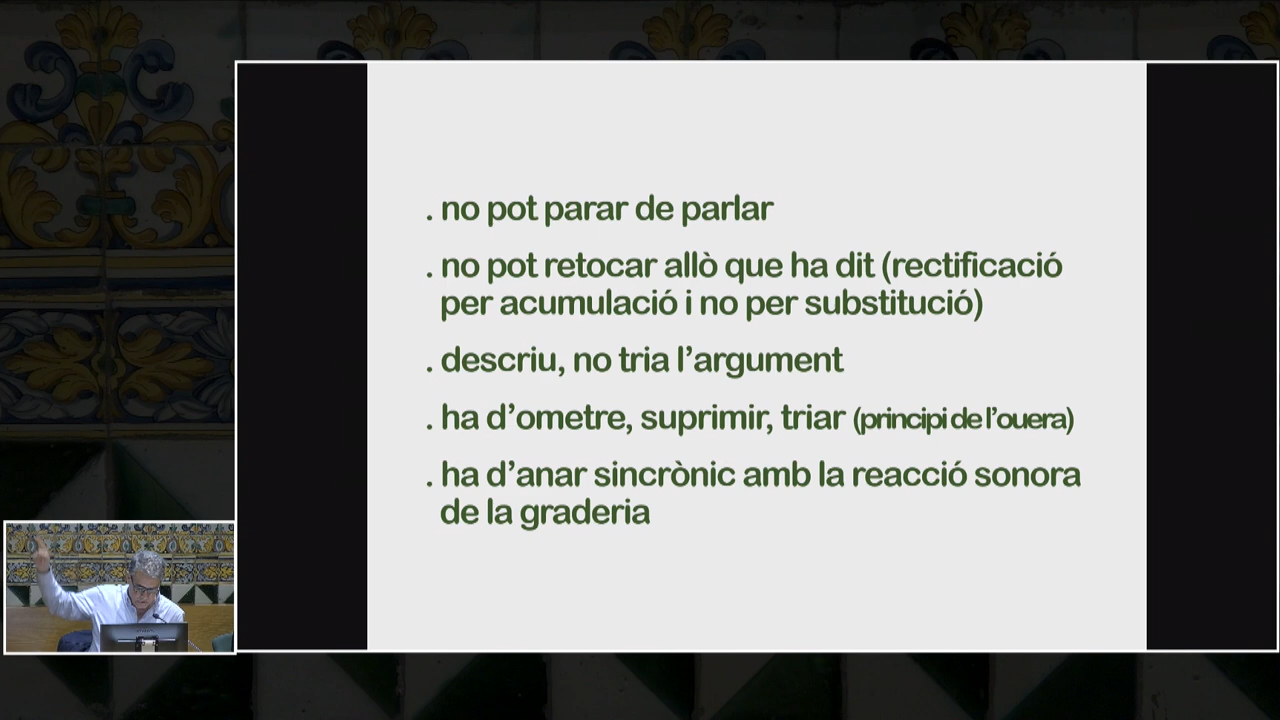 . no pot parar de parlar
. no pot retocar allò que ha dit (rectificació
per acumulació i no per substitució)
. descriu, no tria l’argument
. ha d’ometre, suprimir, triar (principi de l’ouera)
. ha d’anar sincrònic amb la reacció sonora
de la graderia